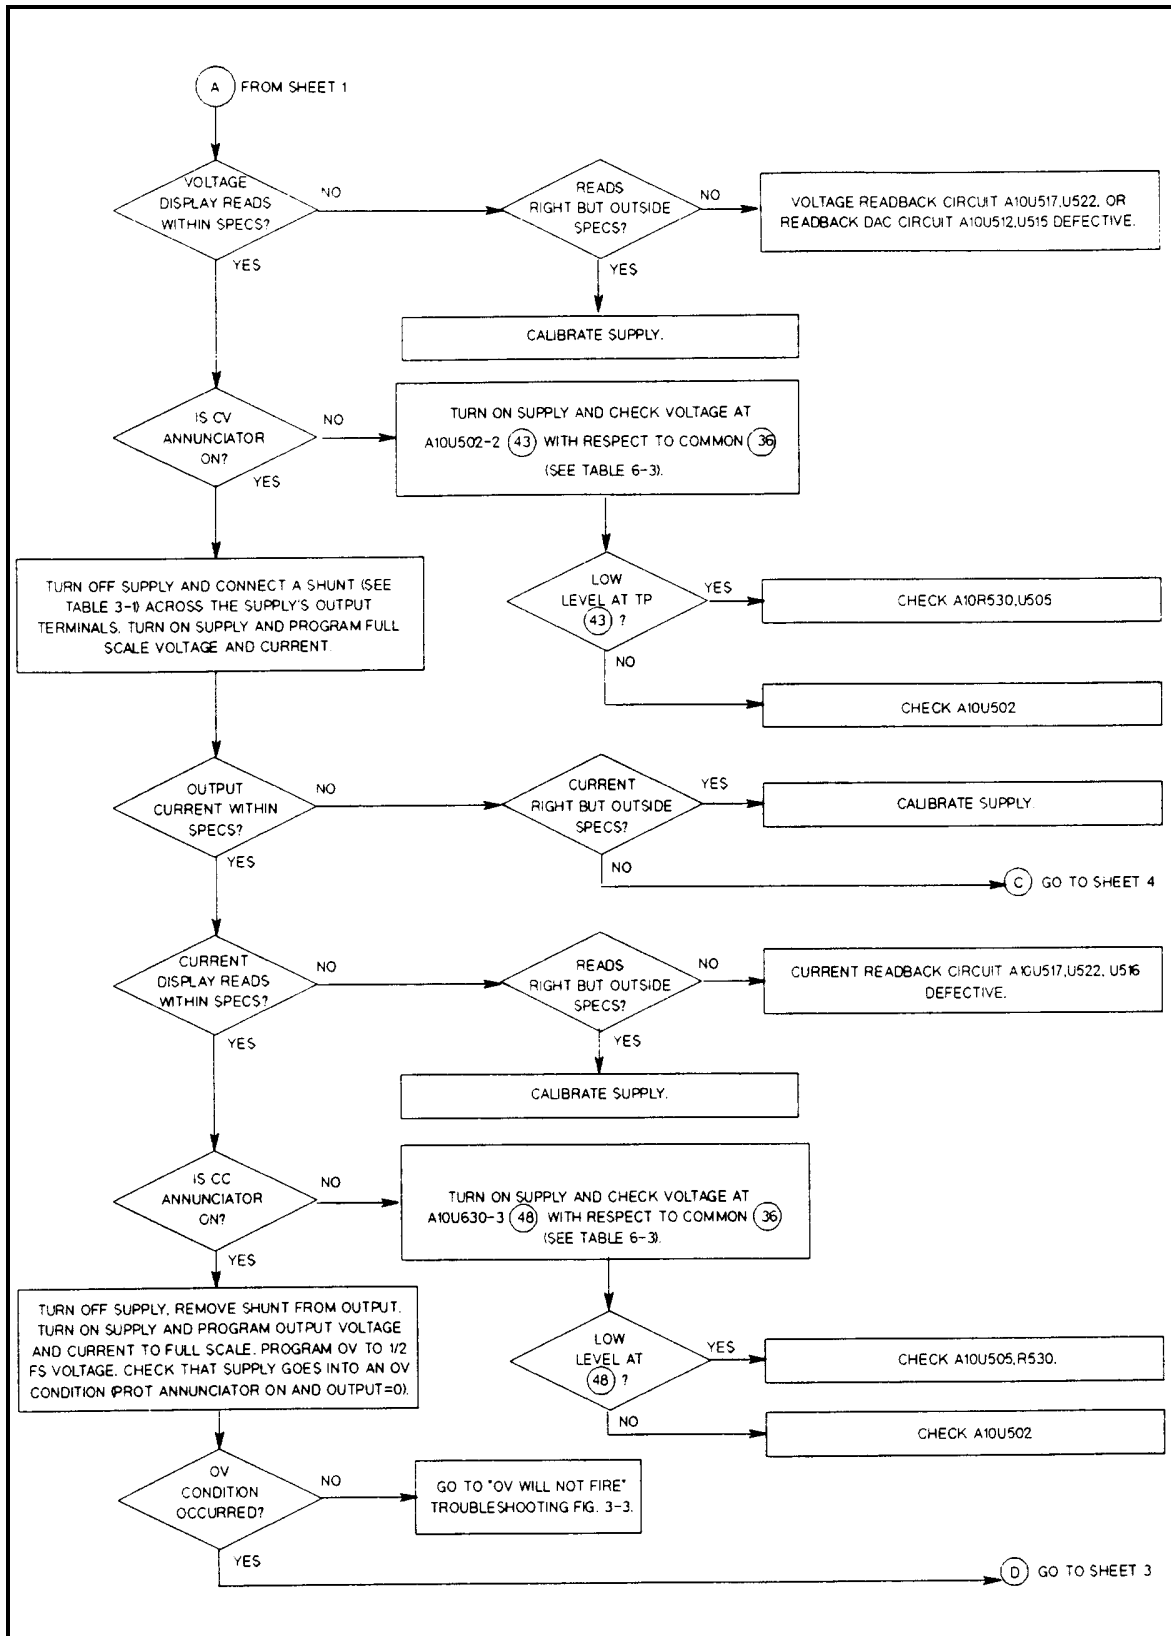 A FROM SHEET 1
VOLTAGE
DISPLAY READS
WITHIN SPECS?
NO
YES
READS
RIGHT BUT OUTSIDE
SPECS?
NO
YES
VOLTAGE READBACK CIRCUIT A10U517,U522, OR
READBACK DAC CIRCUIT A10U512,U515 DEFECTIVE.
CALIBRATE SUPPLY.
IS CV
ANNUNCIATOR
ON?
NO
YES
TURN ON SUPPLY AND CHECK VOLTAGE AT
A10U502-2 43 WITH RESPECT TO COMMON 36
(SEE TABLE 6-3).
LOW
LEVEL AT TP
43 ?
YES
NO
CHECK A10R530,U505
CHECK A10U502
TURN OFF SUPPLY AND CONNECT A SHUNT (SEE
TABLE 3-1) ACROSS THE SUPPLY'S OUTPUT
TERMINALS. TURN ON SUPPLY AND PROGRAM FULL
SCALE VOLTAGE AND CURRENT.
OUTPUT
CURRENT WITHIN
SPECS?
NO
YES
CURRENT
RIGHT BUT OUTSIDE
SPECS?
YES
NO
CALIBRATE SUPPLY.
C GO TO SHEET 4
CURRENT
DISPLAY READS
WITHIN SPECS?
NO
YES
READS
RIGHT BUT OUTSIDE
SPECS?
NO
YES
CURRENT READBACK CIRCUIT A10U517,U522, U516
DEFECTIVE.
CALIBRATE SUPPLY.
IS CC
ANNUNCIATOR
ON?
NO
YES
TURN ON SUPPLY AND CHECK VOLTAGE AT
A10U630-3 48 WITH RESPECT TO COMMON 36
(SEE TABLE 6-3).
LOW
LEVEL AT
48 ?
YES
NO
CHECK A10U505,R530.
CHECK A10U502
TURN OFF SUPPLY, REMOVE SHUNT FROM OUTPUT.
TURN ON SUPPLY AND PROGRAM OUTPUT VOLTAGE
AND CURRENT TO FULL SCALE. PROGRAM OV TO 1/2
FS VOLTAGE. CHECK THAT SUPPLY GOES INTO AN OV
CONDITION (PROT ANNUNCIATOR ON AND OUTPUT=0).
OV
CONDITION
OCCURRED?
NO
YES
GO TO "OV WILL NOT FIRE"
TROUBLESHOOTING FIG. 3-3.
D GO TO SHEET 3